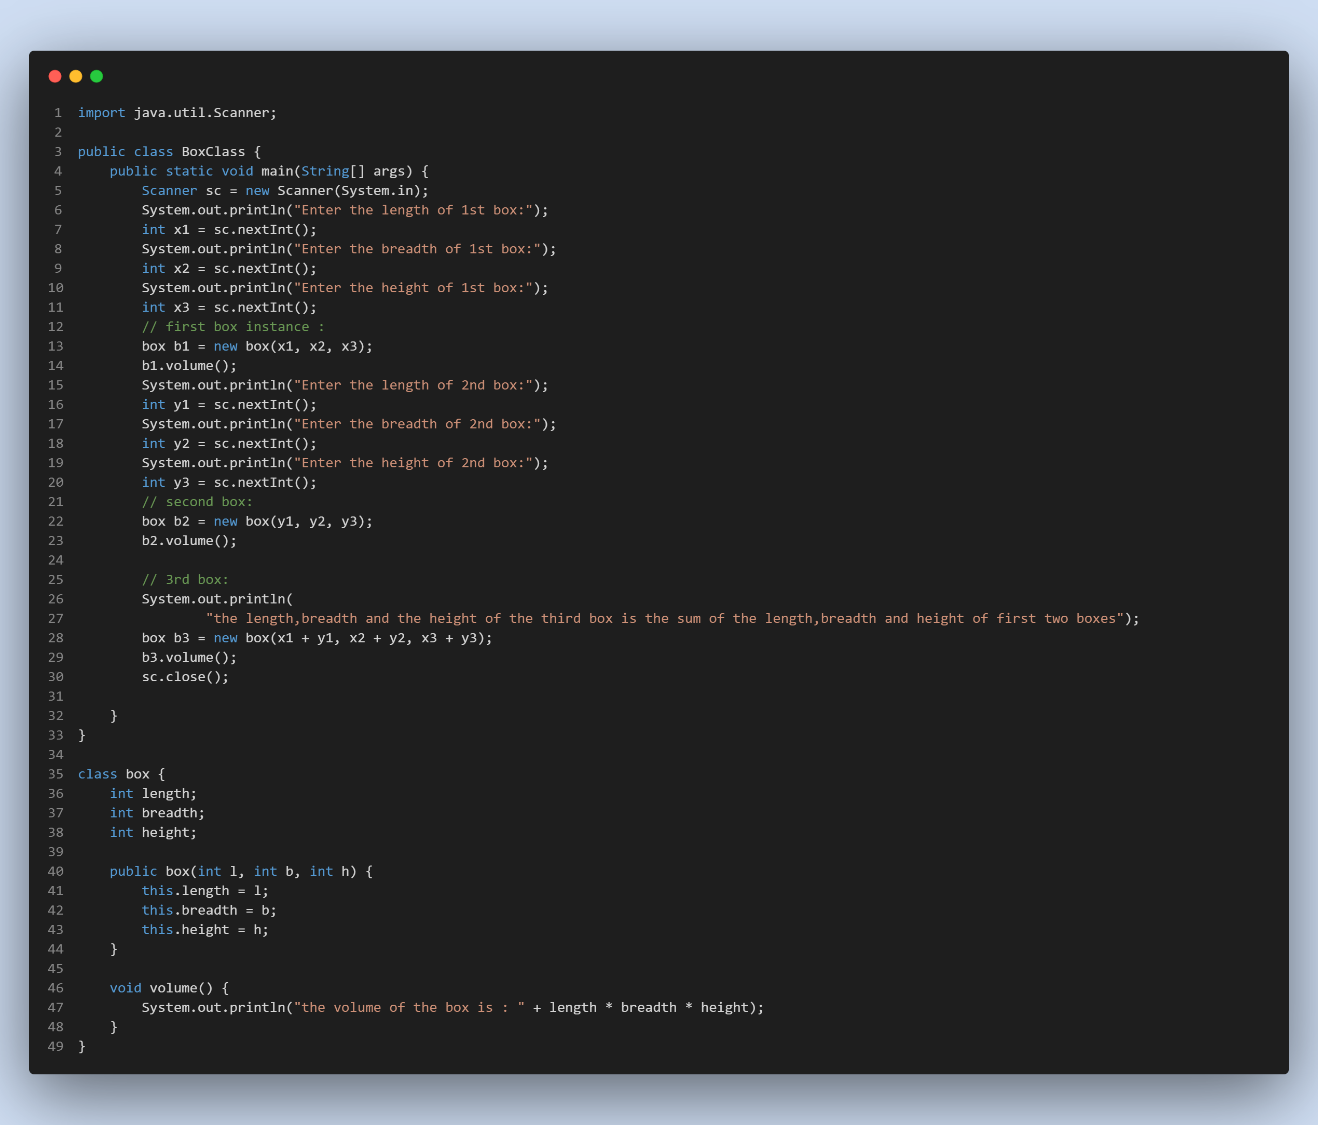 1 import java.util.Scanner;
2
3 public class BoxClass {
4     public static void main(String[] args) {
5         Scanner sc = new Scanner(System.in);
6         System.out.println("Enter the length of 1st box:");
7         int x1 = sc.nextInt();
8         System.out.println("Enter the breadth of 1st box:");
9         int x2 = sc.nextInt();
10         System.out.println("Enter the height of 1st box:");
11         int x3 = sc.nextInt();
12         // first box instance :
13         box b1 = new box(x1, x2, x3);
14         b1.volume();
15         System.out.println("Enter the length of 2nd box:");
16         int y1 = sc.nextInt();
17         System.out.println("Enter the breadth of 2nd box:");
18         int y2 = sc.nextInt();
19         System.out.println("Enter the height of 2nd box:");
20         int y3 = sc.nextInt();
21         // second box:
22         box b2 = new box(y1, y2, y3);
23         b2.volume();
24
25         // 3rd box:
26         System.out.println(
27                 "the length,breadth and the height of the third box is the sum of the length,breadth and height of first two boxes");
28         box b3 = new box(x1 + y1, x2 + y2, x3 + y3);
29         b3.volume();
30         sc.close();
31
32     }
33 }
34
35 class box {
36     int length;
37     int breadth;
38     int height;
39
40     public box(int l, int b, int h) {
41         this.length = l;
42         this.breadth = b;
43         this.height = h;
44     }
45
46     void volume() {
47         System.out.println("the volume of the box is : " + length * breadth * height);
48     }
49 }